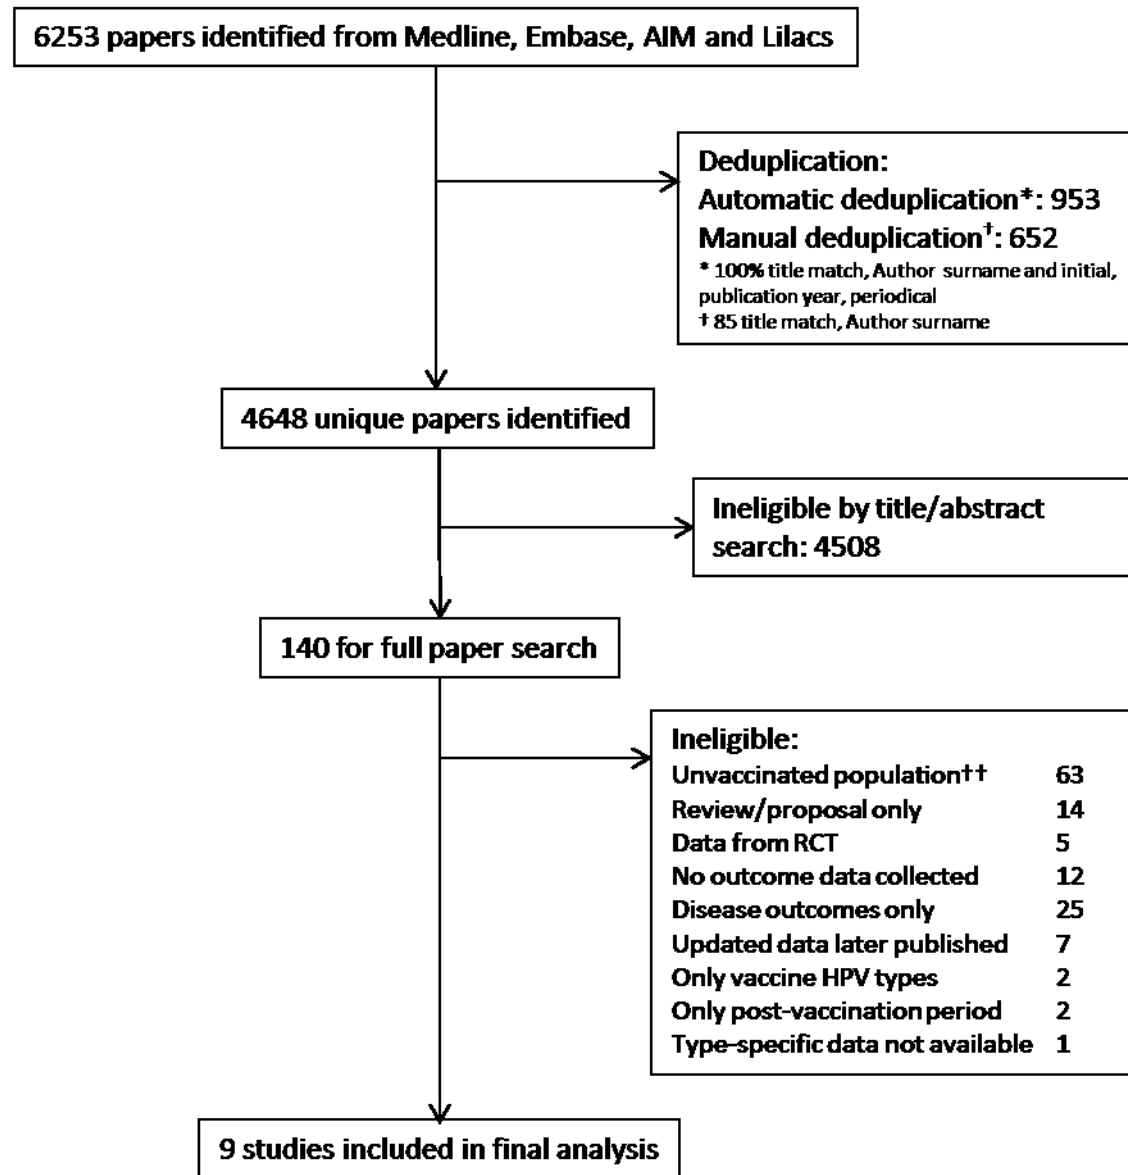 6253 papers identified from Medline, Embase, AIM and Lilacs
Deduplication:
Automatic deduplication*: 953
Manual deduplication†: 652
* 100% title match, Author surname and initial,
publication year, periodical
† 85 title match, Author surname
4648 unique papers identified
Ineligible by title/abstract
search: 4508
140 for full paper search
Ineligible:
Unvaccinated population†† 63
Review/proposal only 14
Data from RCT 5
No outcome data collected 12
Disease outcomes only 25
Updated data later published 7
Only vaccine HPV types 2
Only post-vaccination period 2
Type-specific data not available 1
9 studies included in final analysis